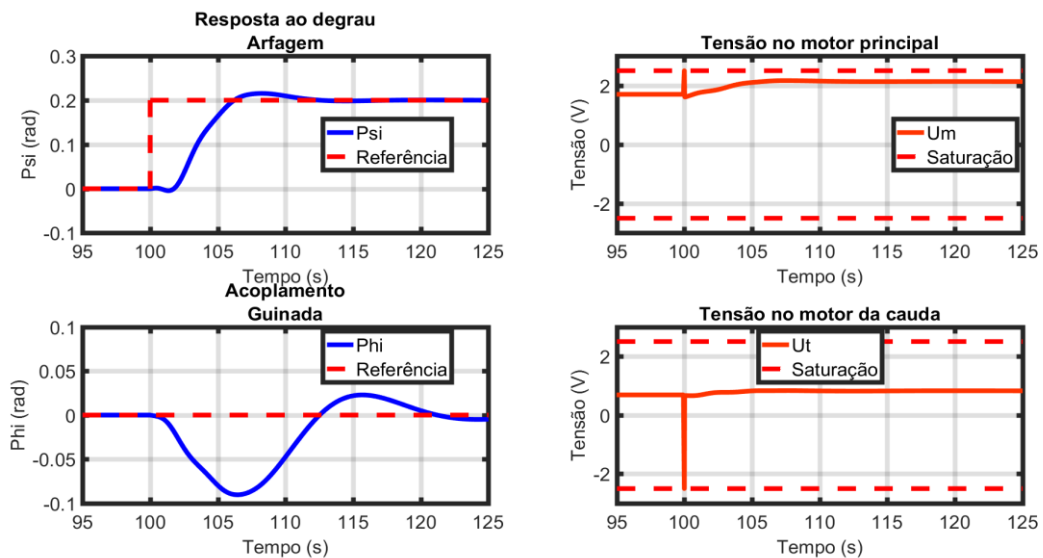 Resposta ao degrau
Arfagem
0.3
0.2
0.1
0
-0.1
Psi (rad)
Psi
Referência
95 100 105 110 115 120 125
Tempo (s)
Tensão no motor principal
2
0
-2
Tensão (V)
Um
Saturação
95 100 105 110 115 120 125
Tempo (s)
Acoplamento
Guinada
0.1
0.05
0
-0.05
-0.1
Phi (rad)
Phi
Referência
95 100 105 110 115 120 125
Tempo (s)
Tensão no motor da cauda
2
0
-2
Tensão (V)
Ut
Saturação
95 100 105 110 115 120 125
Tempo (s)